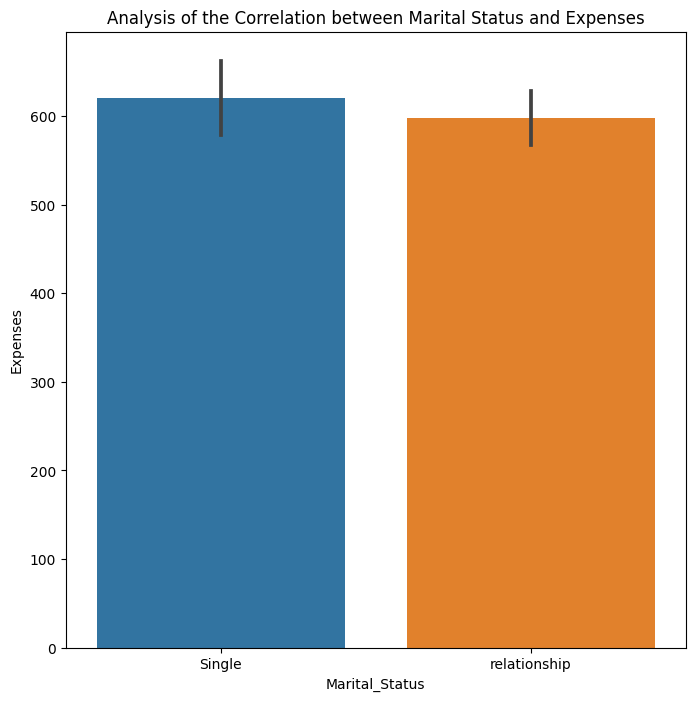 Analysis of the Correlation between Marital Status and Expenses
600
500
400
300
200
100
0
Expenses
Single
relationship
Marital_Status